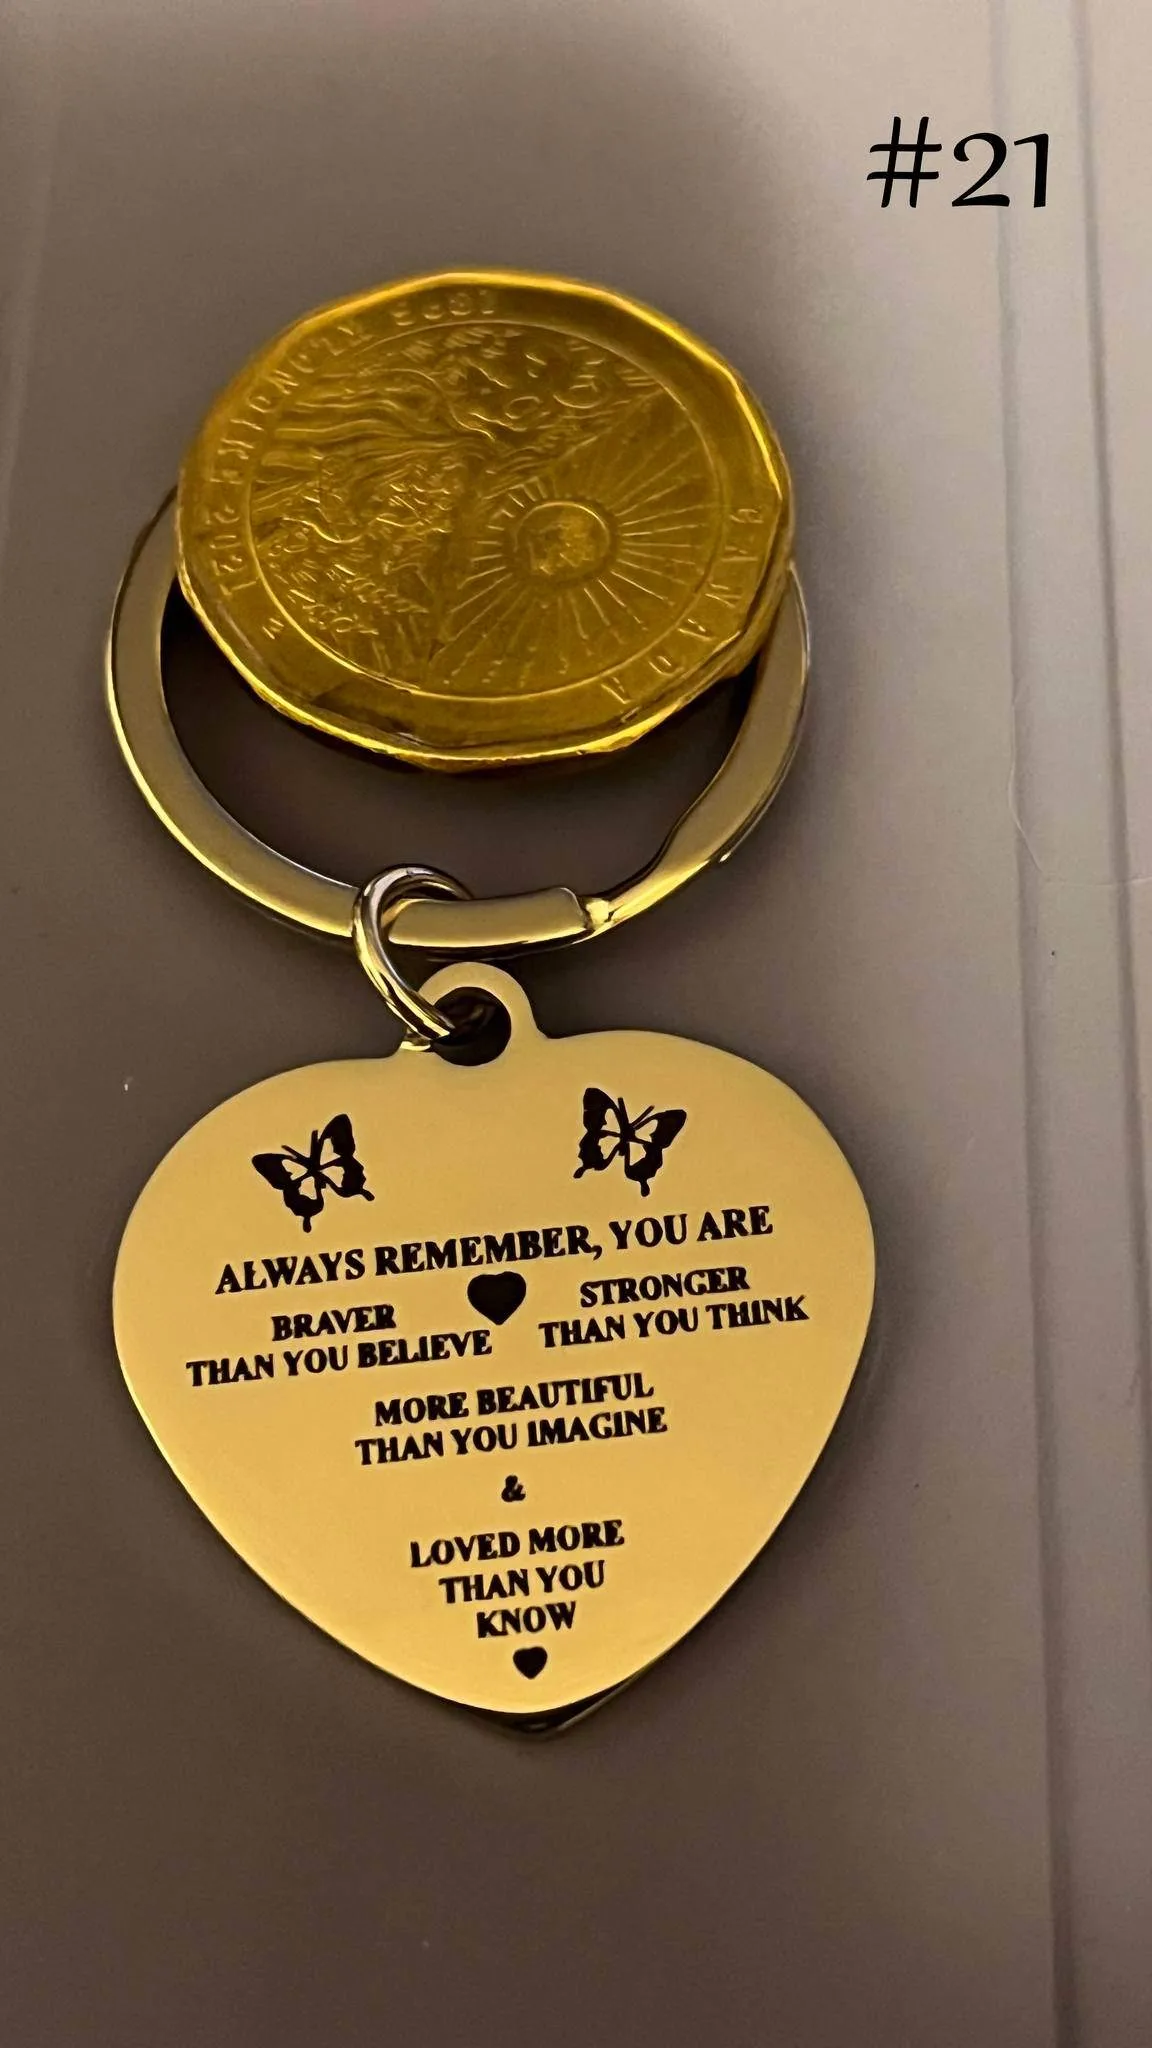 #21
CANADA
ALWAYS REMEMBER, YOU ARE
BRAVER
THAN YOU BELIEVE
STRONGER
THAN YOU THINK
MORE BEAUTIFUL
THAN YOU IMAGINE
&
LOVED MORE
THAN YOU
KNOW